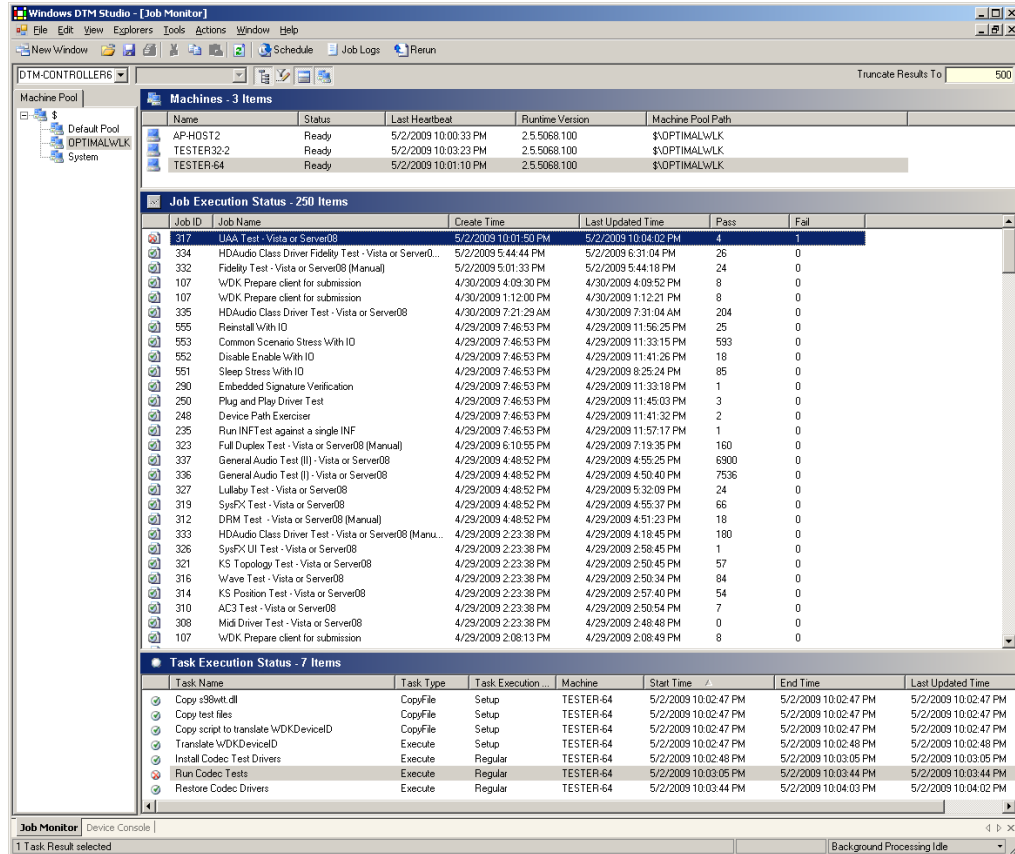 Windows DTM Studio - [Job Monitor]
File Edit View Explorers Tools Actions Window Help
New Window Schedule Job Logs Rerun
DTM-CONTROLLER6 Truncate Results To 500
Machine Pool
$
Default Pool
OPTIMALWLK
System
Machines - 3 Items
Name Status Last Heartbeat Runtime Version Machine Pool Path
AP-HOST2 Ready 5/2/2009 10:00:33 PM 2.5.5068.100 $\OPTIMALWLK
TESTER32-2 Ready 5/2/2009 10:03:23 PM 2.5.5068.100 $\OPTIMALWLK
TESTER-64 Ready 5/2/2009 10:01:10 PM 2.5.5068.100 $\OPTIMALWLK
Job Execution Status - 250 Items
Job ID Job Name Create Time Last Updated Time Pass Fail
317 UAA Test - Vista or Server08 5/2/2009 10:01:50 PM 5/2/2009 10:04:02 PM 4 1
334 HDAudio Class Driver Fidelity Test - Vista or Server0... 5/2/2009 5:44:44 PM 5/2/2009 6:31:04 PM 26 0
332 Fidelity Test - Vista or Server08 (Manual) 5/2/2009 5:01:33 PM 5/2/2009 5:44:18 PM 24 0
107 WDK Prepare client for submission 4/30/2009 4:09:30 PM 4/30/2009 4:09:52 PM 8 0
107 WDK Prepare client for submission 4/30/2009 1:12:00 PM 4/30/2009 1:12:21 PM 8 0
335 HDAudio Class Driver Test - Vista or Server08 4/30/2009 7:21:29 AM 4/30/2009 7:31:04 AM 204 0
555 Reinstall With IO 4/29/2009 7:46:53 PM 4/29/2009 11:56:25 PM 25 0
553 Common Scenario Stress With IO 4/29/2009 7:46:53 PM 4/29/2009 11:33:15 PM 593 0
552 Disable Enable With IO 4/29/2009 7:46:53 PM 4/29/2009 11:41:26 PM 18 0
551 Sleep Stress With IO 4/29/2009 7:46:53 PM 4/29/2009 8:25:24 PM 85 0
290 Embedded Signature Verification 4/29/2009 7:46:53 PM 4/29/2009 11:33:18 PM 1 0
250 Plug and Play Driver Test 4/29/2009 7:46:53 PM 4/29/2009 11:45:03 PM 3 0
248 Device Path Exerciser 4/29/2009 7:46:53 PM 4/29/2009 11:41:32 PM 2 0
235 Run INFTest against a single INF 4/29/2009 7:46:53 PM 4/29/2009 11:57:17 PM 1 0
323 Full Duplex Test - Vista or Server08 (Manual) 4/29/2009 6:10:55 PM 4/29/2009 7:19:35 PM 160 0
337 General Audio Test (II) - Vista or Server08 4/29/2009 4:48:52 PM 4/29/2009 4:55:25 PM 6900 0
336 General Audio Test (I) - Vista or Server08 4/29/2009 4:48:52 PM 4/29/2009 4:50:40 PM 7536 0
327 Lullaby Test - Vista or Server08 4/29/2009 4:48:52 PM 4/29/2009 5:32:09 PM 24 0
319 SysFX Test - Vista or Server08 4/29/2009 4:48:52 PM 4/29/2009 4:55:37 PM 66 0
312 DRM Test - Vista or Server08 (Manual) 4/29/2009 4:48:52 PM 4/29/2009 4:51:23 PM 18 0
333 HDAudio Class Driver Test - Vista or Server08 (Manu... 4/29/2009 2:23:38 PM 4/29/2009 4:18:45 PM 180 0
326 SysFX UI Test - Vista or Server08 4/29/2009 2:23:38 PM 4/29/2009 2:58:45 PM 1 0
321 KS Topology Test - Vista or Server08 4/29/2009 2:23:38 PM 4/29/2009 2:50:45 PM 57 0
316 Wave Test - Vista or Server08 4/29/2009 2:23:38 PM 4/29/2009 2:50:34 PM 84 0
314 KS Position Test - Vista or Server08 4/29/2009 2:23:38 PM 4/29/2009 2:57:40 PM 54 0
310 AC3 Test - Vista or Server08 4/29/2009 2:23:38 PM 4/29/2009 2:50:54 PM 7 0
308 Midi Driver Test - Vista or Server08 4/29/2009 2:23:38 PM 4/29/2009 2:48:48 PM 0 0
107 WDK Prepare client for submission 4/29/2009 2:08:13 PM 4/29/2009 2:08:49 PM 8 0
Task Execution Status - 7 Items
Task Name Task Type Task Execution ... Machine Start Time End Time Last Updated Time
Copy s98wtt.dll CopyFile Setup TESTER-64 5/2/2009 10:02:47 PM 5/2/2009 10:02:47 PM 5/2/2009 10:02:47 PM
Copy test files CopyFile Setup TESTER-64 5/2/2009 10:02:47 PM 5/2/2009 10:02:47 PM 5/2/2009 10:02:47 PM
Copy script to translate WDKDeviceID CopyFile Setup TESTER-64 5/2/2009 10:02:47 PM 5/2/2009 10:02:47 PM 5/2/2009 10:02:47 PM
Translate WDKDeviceID Execute Setup TESTER-64 5/2/2009 10:02:47 PM 5/2/2009 10:02:48 PM 5/2/2009 10:02:48 PM
Install Codec Test Drivers Execute Regular TESTER-64 5/2/2009 10:02:48 PM 5/2/2009 10:03:05 PM 5/2/2009 10:03:05 PM
Run Codec Tests Execute Regular TESTER-64 5/2/2009 10:03:05 PM 5/2/2009 10:03:44 PM 5/2/2009 10:03:44 PM
Restore Codec Drivers Execute Regular TESTER-64 5/2/2009 10:03:44 PM 5/2/2009 10:04:03 PM 5/2/2009 10:04:02 PM
Job Monitor Device Console
1 Task Result selected Background Processing Idle